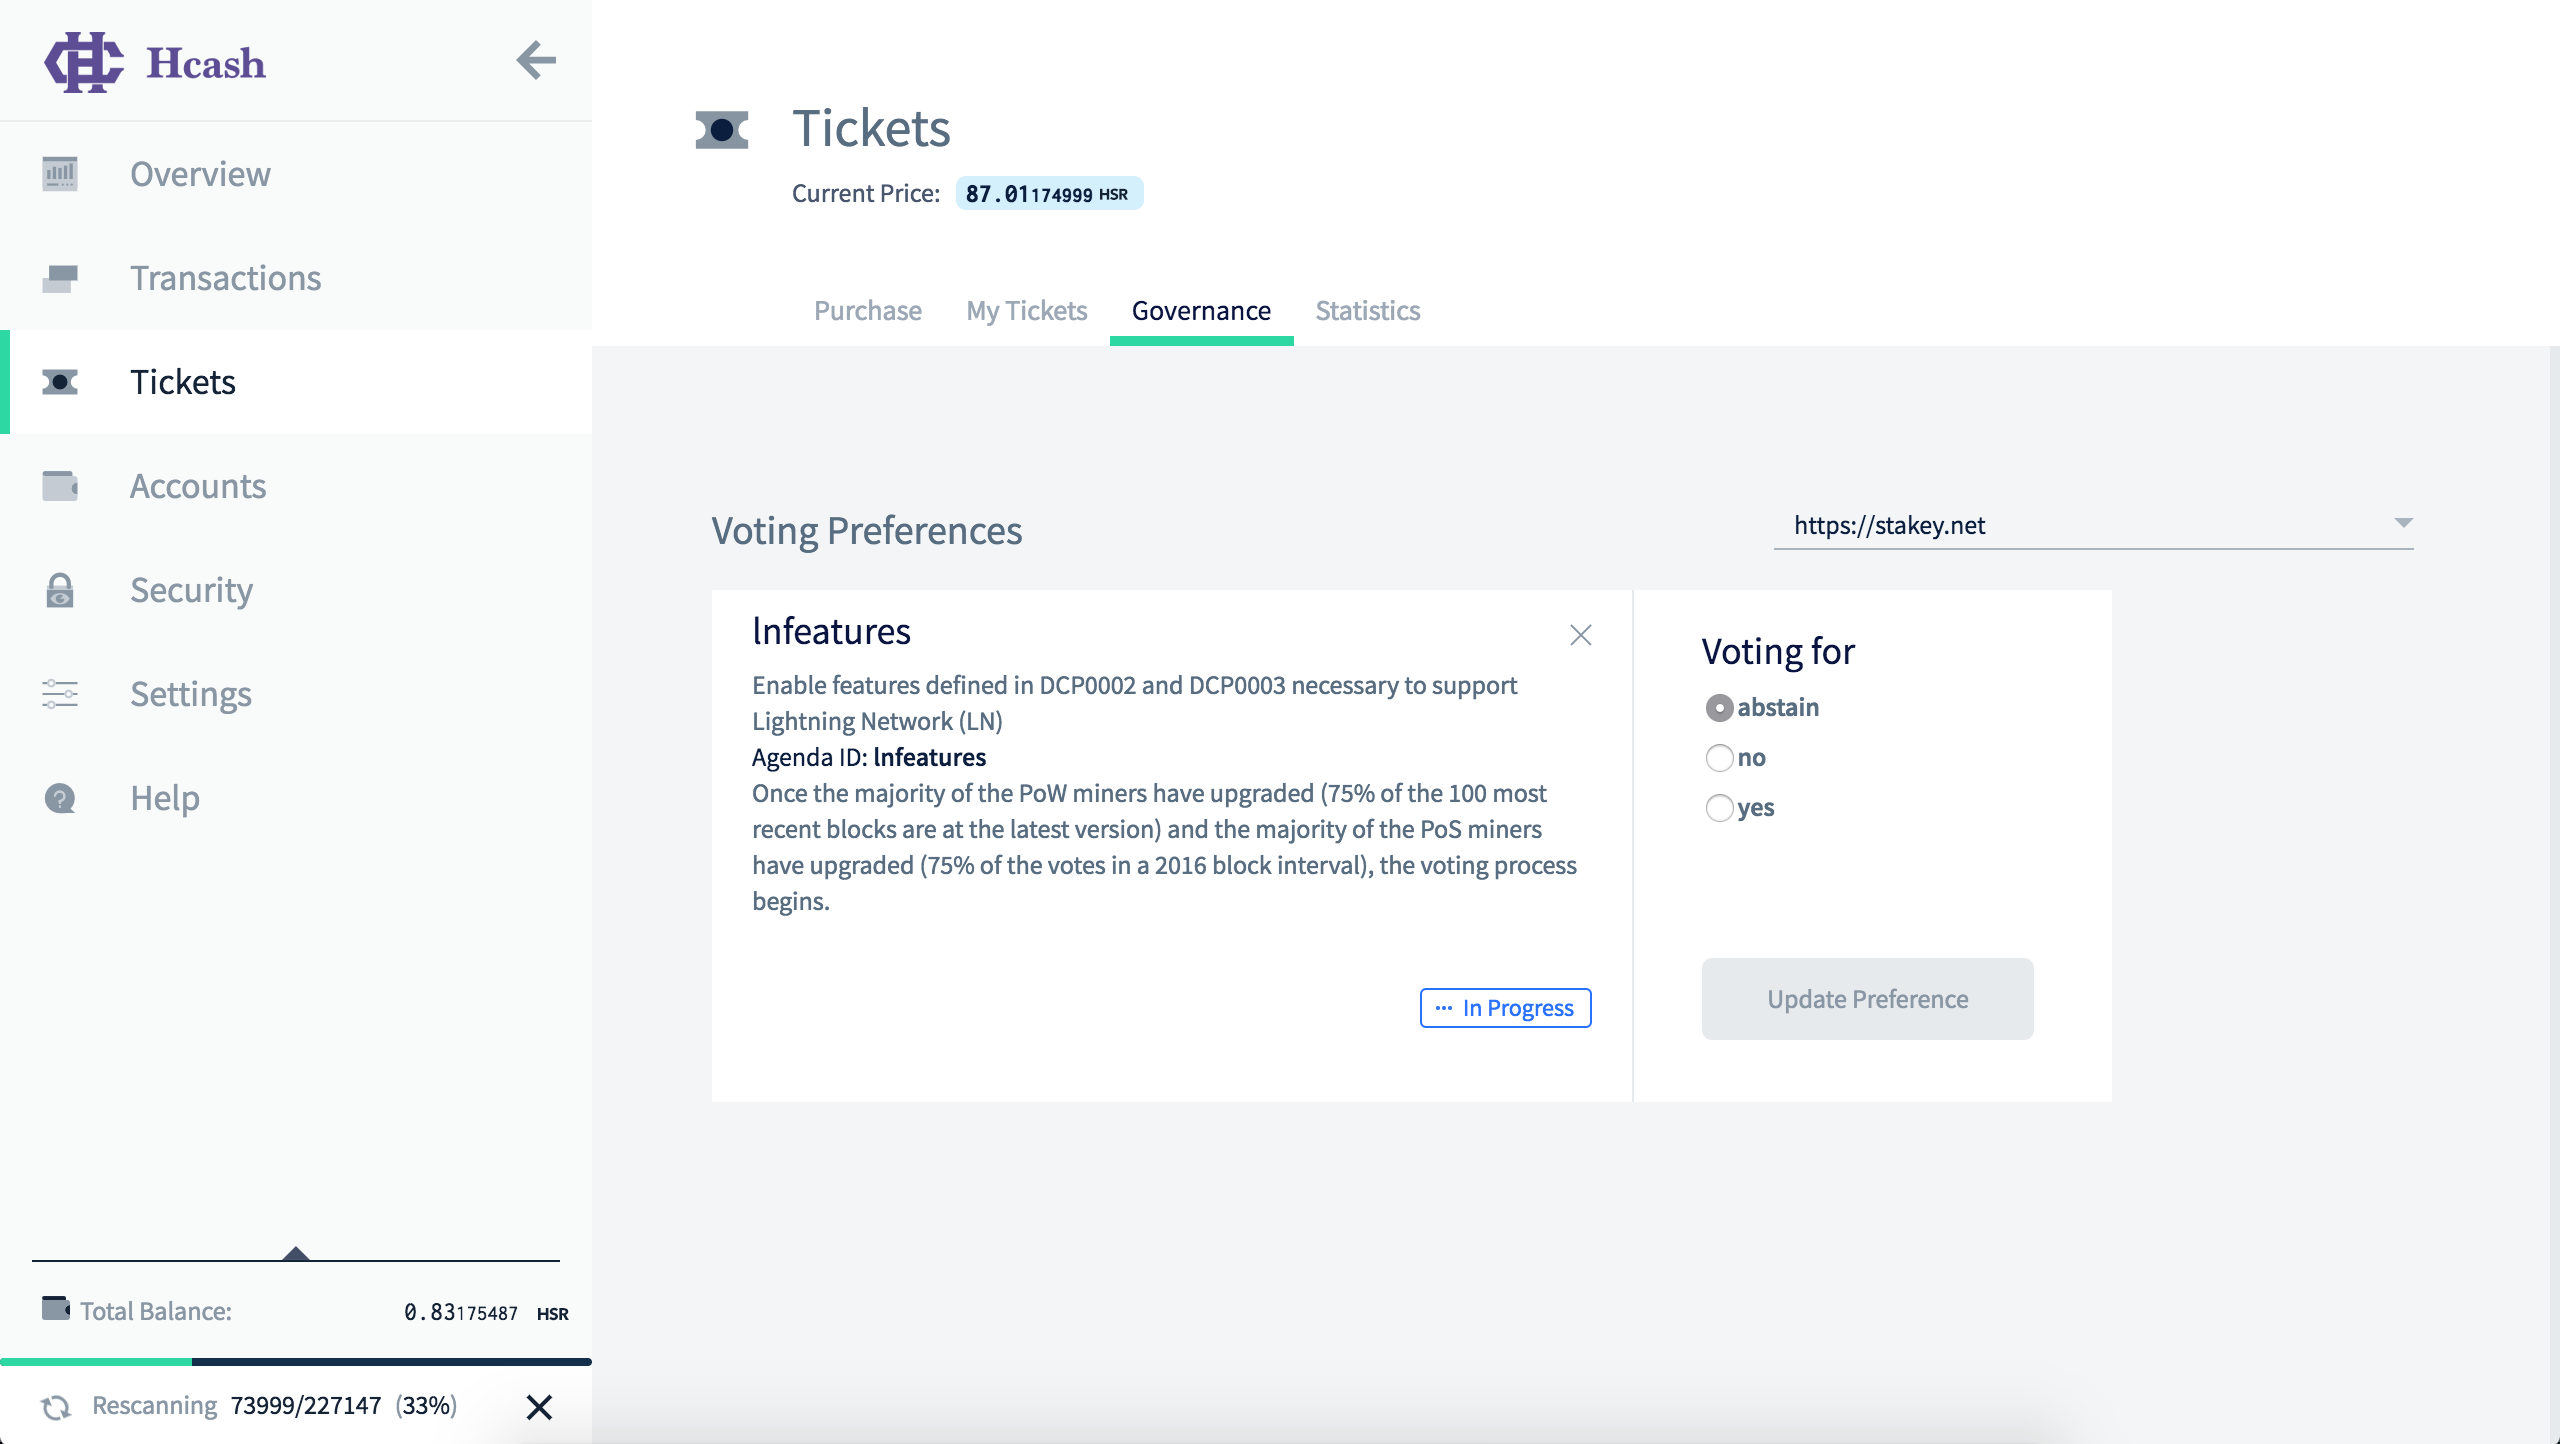 Hcash
Overview
Transactions
Tickets
Accounts
Security
Settings
Help
Total Balance: 0.83175487 HSR
Rescanning 73999/227147 (33%)
Tickets
Current Price: 87.01174999 HSR
Purchase My Tickets Governance Statistics
Voting Preferences
https://stakey.net
lnfeatures
Enable features defined in DCP0002 and DCP0003 necessary to support
Lightning Network (LN)
Agenda ID: lnfeatures
Once the majority of the PoW miners have upgraded (75% of the 100 most
recent blocks are at the latest version) and the majority of the PoS miners
have upgraded (75% of the votes in a 2016 block interval), the voting process
begins.
In Progress
Voting for
abstain
no
yes
Update Preference